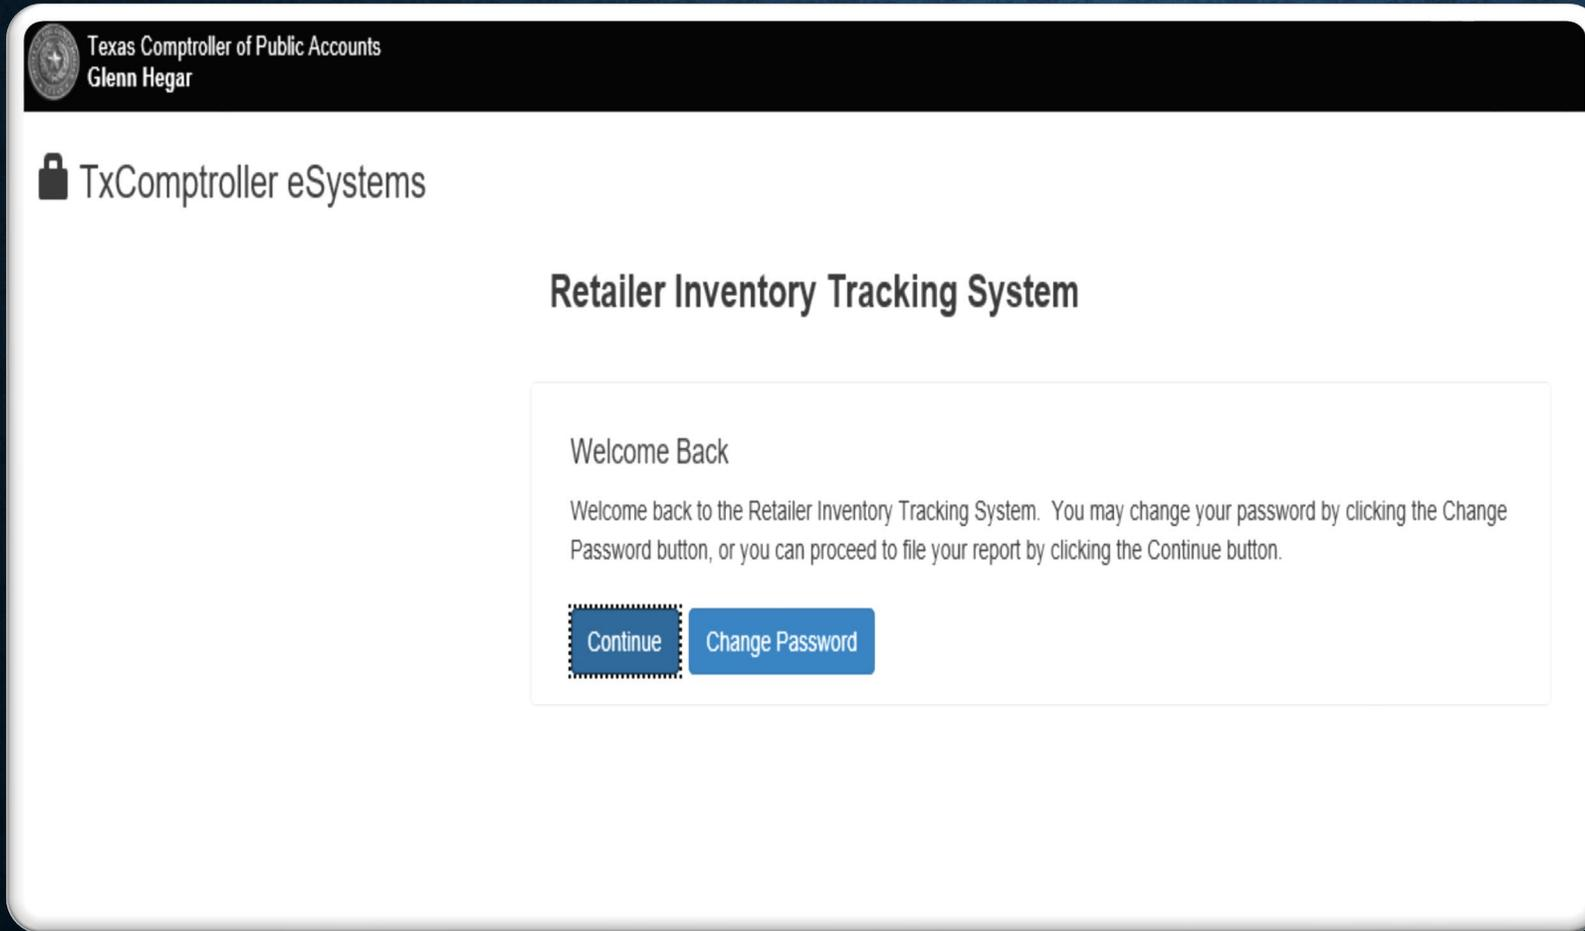 Texas Comptroller of Public Accounts
Glenn Hegar
TxComptroller eSystems
Retailer Inventory Tracking System
Welcome Back
Welcome back to the Retailer Inventory Tracking System.  You may change your password by clicking the Change
Password button, or you can proceed to file your report by clicking the Continue button.
Continue
Change Password